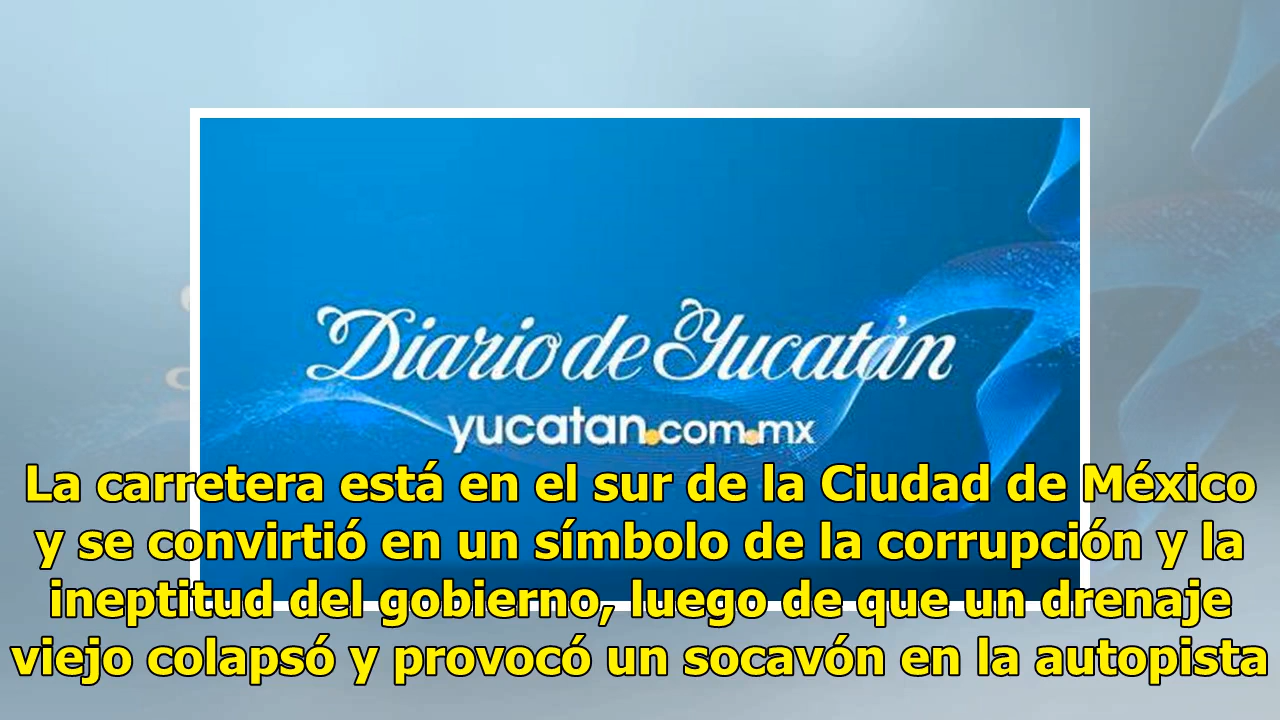 Diario de Yucatán
yucatan.com.mx
La carretera está en el sur de la Ciudad de México
y se convirtió en un símbolo de la corrupción y la
ineptitud del gobierno, luego de que un drenaje
viejo colapsó y provocó un socavón en la autopista